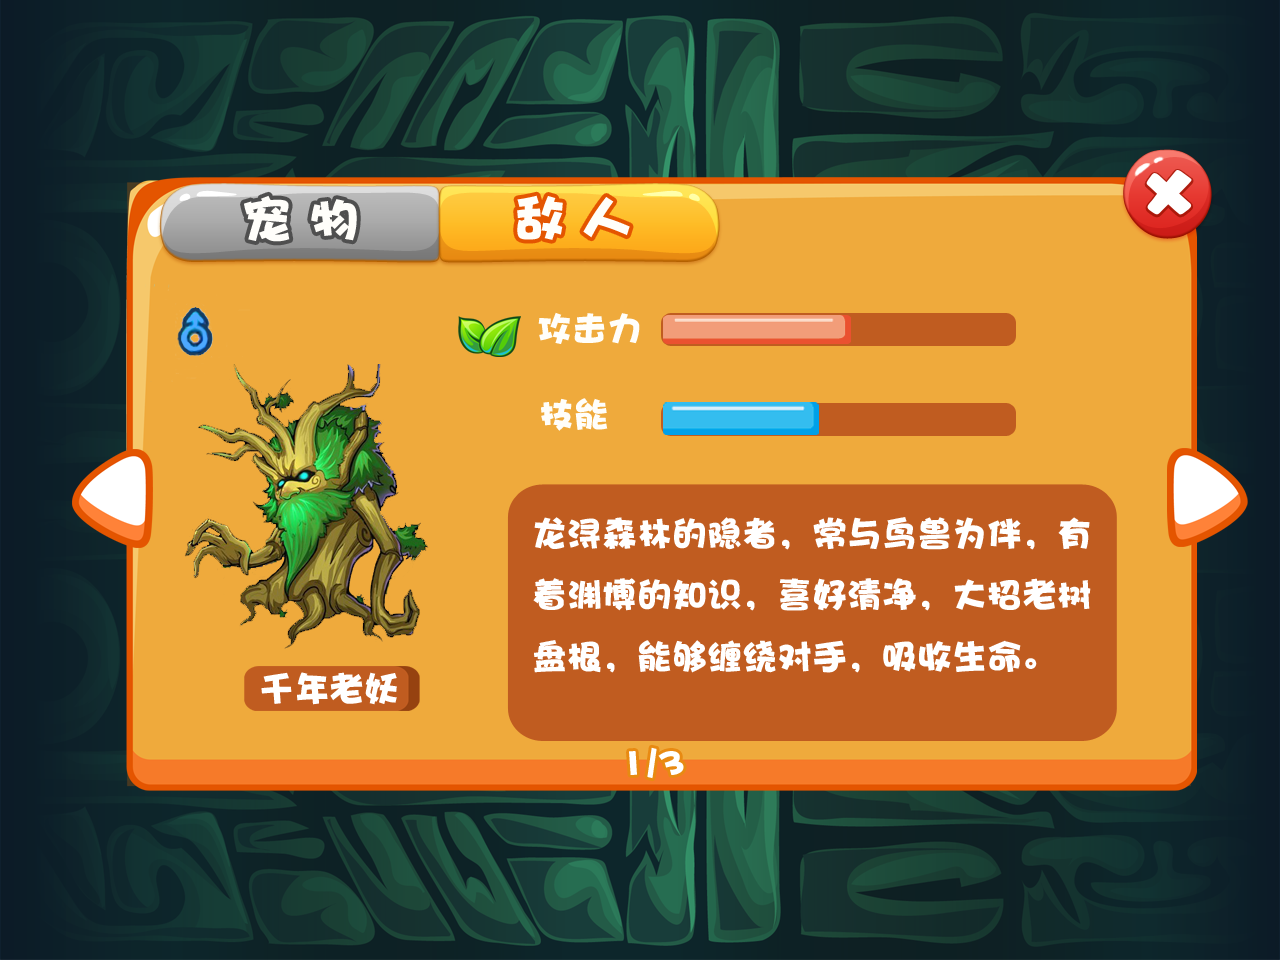 宠物
敌人
攻击力
技能
龙浔森林的隐者，常与鸟兽为伴，有
着渊博的知识，喜好清净，大招老树
盘根，能够缠绕对手，吸收生命。
千年老妖
1/3